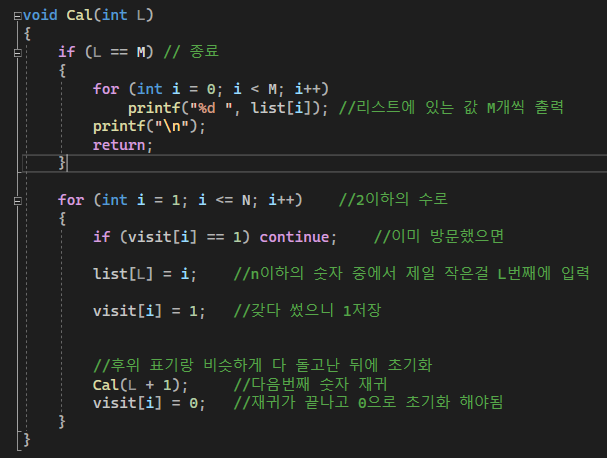 void Cal(int L)
{
    if (L == M) // 종료
    {
        for (int i = 0; i < M; i++)
            printf("%d ", list[i]); //리스트에 있는 값 M개씩 출력
        printf("\n");
        return;
    }
    for (int i = 1; i <= N; i++)    //2이하의 수로
    {
        if (visit[i] == 1) continue;    //이미 방문했으면
        list[L] = i;    //n이하의 숫자 중에서 제일 작은걸 L번째에 입력
        visit[i] = 1;   //갖다 썼으니 1저장
        //후위 표기랑 비슷하게 다 돌고난 뒤에 초기화
        Cal(L + 1);     //다음번째 숫자 재귀
        visit[i] = 0;   //재귀가 끝나고 0으로 초기화 해야됨
    }
}